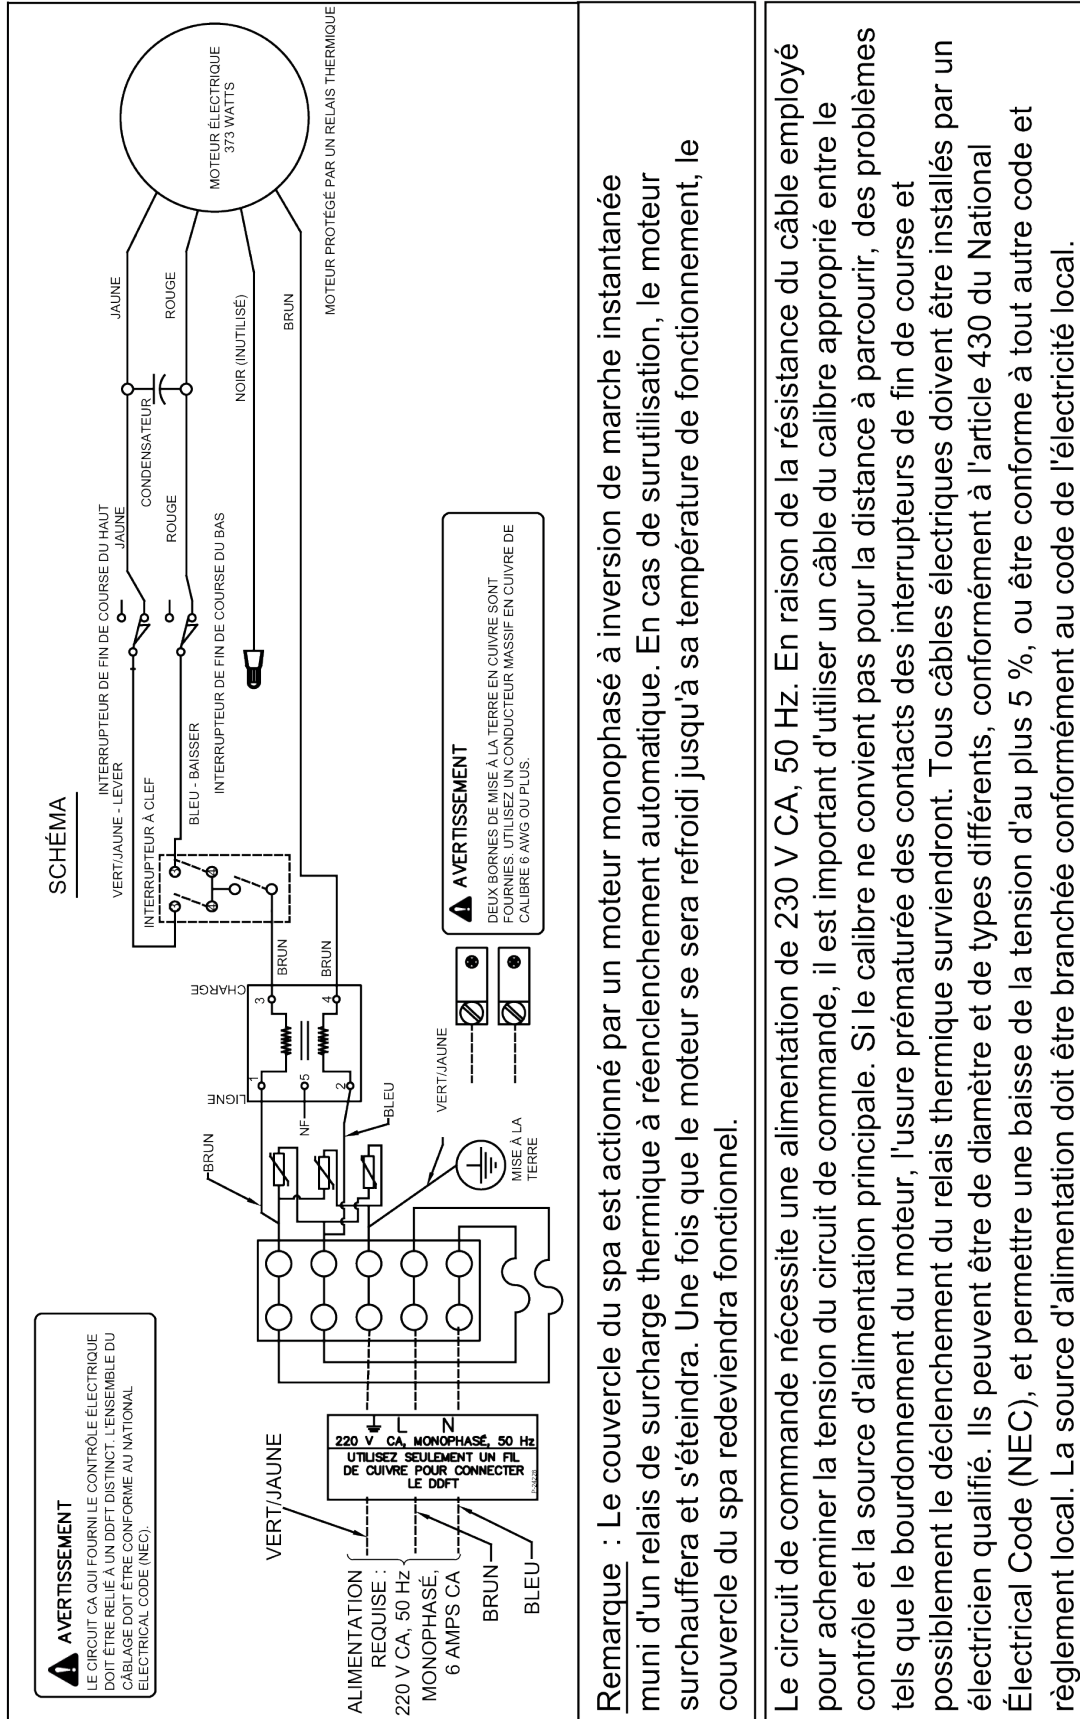 SCHÉMA
AVERTISSEMENT
LE CIRCUIT CA QUI FOURNI LE CONTRÔLE ÉLECTRIQUE
DOIT ÊTRE RELIÉ À UN DDFT DISTINCT. L'ENSEMBLE DU
CÂBLAGE DOIT ÊTRE CONFORME AU NATIONAL
ELECTRICAL CODE (NEC).
VERT/JAUNE
ALIMENTATION
REQUISE :
220 V CA, 50 Hz
MONOPHASÉ,
6 AMPS CA
BRUN
BLEU
L N
220 V CA, MONOPHASÉ, 50 Hz
UTILISEZ SEULEMENT UN FIL
DE CUIVRE POUR CONNECTER
LE DDFT
BRUN
BLEU
VERT/JAUNE
MISE À LA
TERRE
LIGNE
CHARGE
1
NF
5
2
3
4
BRUN
BRUN
VERT/JAUNE - LEVER
INTERRUPTEUR À CLEF
BLEU - BAISSER
INTERRUPTEUR DE FIN DE COURSE DU HAUT
JAUNE
ROUGE
INTERRUPTEUR DE FIN DE COURSE DU BAS
CONDENSATEUR
JAUNE
ROUGE
NOIR (INUTILISÉ)
BRUN
MOTEUR ÉLECTRIQUE
373 WATTS
MOTEUR PROTÉGÉ PAR UN RELAIS THERMIQUE
AVERTISSEMENT
DEUX BORNES DE MISE À LA TERRE EN CUIVRE SONT
FOURNIES. UTILISEZ UN CONDUCTEUR MASSIF EN CUIVRE DE
CALIBRE 6 AWG OU PLUS.
Remarque : Le couvercle du spa est actionné par un moteur monophasé à inversion de marche instantanée
muni d'un relais de surcharge thermique à réenclenchement automatique. En cas de surutilisation, le moteur
surchauffera et s'éteindra. Une fois que le moteur se sera refroidi jusqu'à sa température de fonctionnement, le
couvercle du spa redeviendra fonctionnel.
Le circuit de commande nécessite une alimentation de 230 V CA, 50 Hz. En raison de la résistance du câble employé
pour acheminer la tension du circuit de commande, il est important d'utiliser un câble du calibre approprié entre le
contrôle et la source d'alimentation principale. Si le calibre ne convient pas pour la distance à parcourir, des problèmes
tels que le bourdonnement du moteur, l'usure prématurée des contacts des interrupteurs de fin de course et
possiblement le déclenchement du relais thermique surviendront. Tous câbles électriques doivent être installés par un
électricien qualifié. Ils peuvent être de diamètre et de types différents, conformément à l'article 430 du National
Électrical Code (NEC), et permettre une baisse de la tension d'au plus 5 %, ou être conforme à tout autre code et
règlement local. La source d'alimentation doit être branchée conformément au code de l'électricité local.